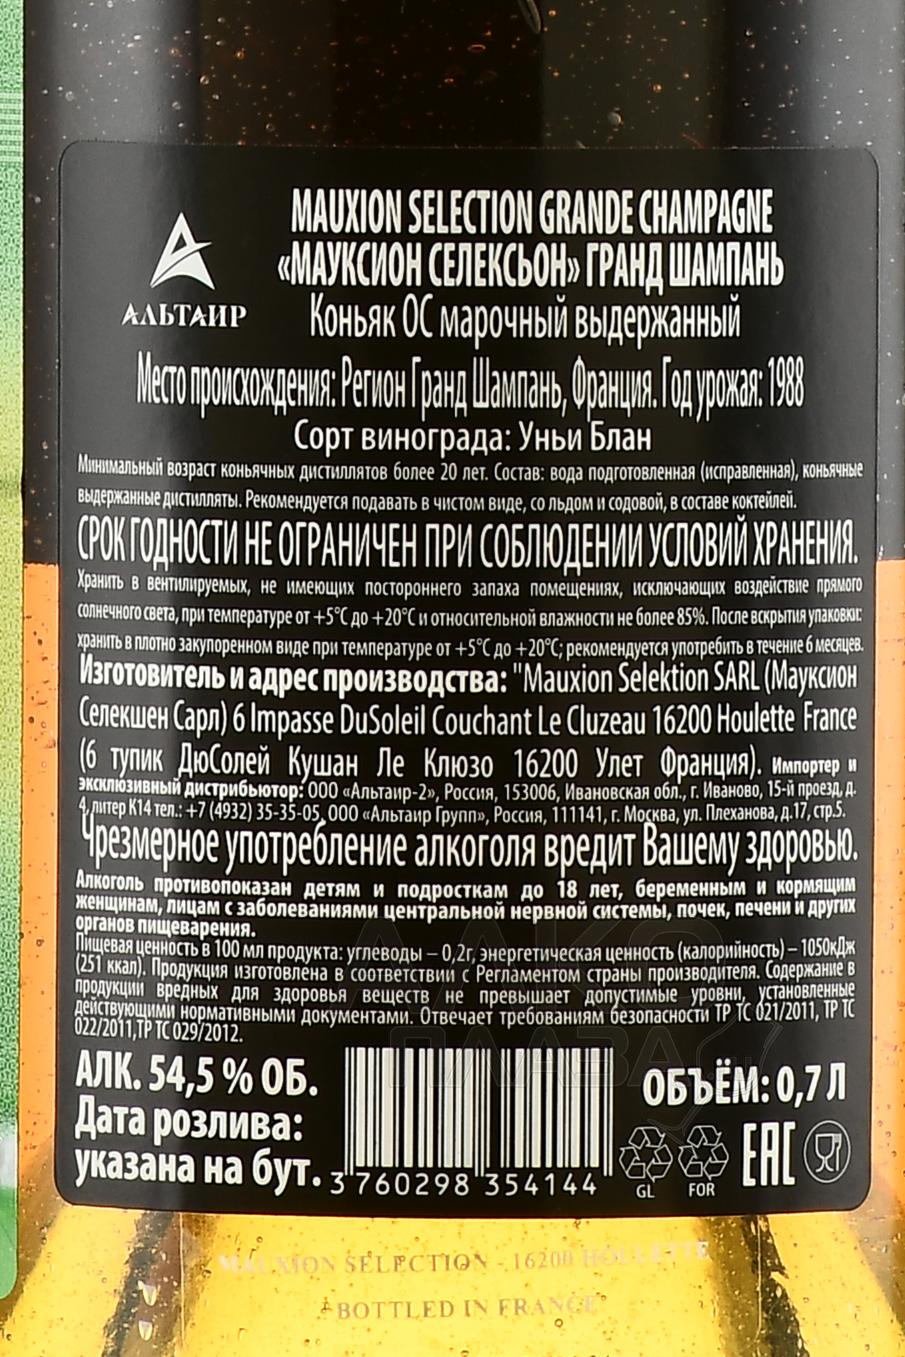 MAUXION SELECTION GRANDE CHAMPAGNE
«МАУКСИОН СЕЛЕКСЬОН» ГРАНД ШАМПАНЬ
АЛЬТАИР
Коньяк ОС марочный выдержанный
Место происхождения: Регион Гранд Шампань, Франция. Год урожая: 1988
Сорт винограда: Уньи Блан
Минимальный возраст коньячных дистиллятов более 20 лет. Состав: вода подготовленная (исправленная), коньячные
выдержанные дистилляты. Рекомендуется подавать в чистом виде, со льдом и содовой, в составе коктейлей.
СРОК ГОДНОСТИ НЕ ОГРАНИЧЕН ПРИ СОБЛЮДЕНИИ УСЛОВИЙ ХРАНЕНИЯ.
Хранить в вентилируемых, не имеющих постороннего запаха помещениях, исключающих воздействие прямого
солнечного света, при температуре от +5°С до +20°С и относительной влажности не более 85%. После вскрытия упаковки:
хранить в плотно закупоренном виде при температуре от +5°С до +20°С; рекомендуется употребить в течение 6 месяцев.
Изготовитель и адрес производства: "Mauxion Selektion SARL (Мауксион
Селекшен Сарл) 6 Impasse DuSoleil Couchant Le Cluzeau 16200 Houlette France
(6 тупик ДюСолей Кушан Ле Клюзо 16200 Улет Франция). Импортер и
эксклюзивный дистрибьютор: ООО «Альтаир-2», Россия, 153006, Ивановская обл., г. Иваново, 15-й проезд, д.
4, литер К14 тел.: +7 (4932) 35-35-05, ООО «Альтаир Групп», Россия, 111141, г. Москва, ул. Плеханова, д.17, стр.5.
Чрезмерное употребление алкоголя вредит Вашему здоровью.
Алкоголь противопоказан детям и подросткам до 18 лет, беременным и кормящим
женщинам, лицам с заболеваниями центральной нервной системы, почек, печени и других
органов пищеварения.
Пищевая ценность в 100 мл продукта: углеводы – 0,2г, энергетическая ценность (калорийность) – 1050кДж
(251 ккал). Продукция изготовлена в соответствии с Регламентом страны производителя. Содержание в
продукции вредных для здоровья веществ не превышает допустимые уровни, установленные
действующими нормативными документами. Отвечает требованиям безопасности ТР ТС 021/2011, ТР ТС
022/2011,ТР ТС 029/2012.
АЛК. 54,5 % ОБ.
ОБЪЁМ: 0,7 Л
Дата розлива:
указана на бут.
3 760298 354144
GL
FOR
EAC
АЛКО
ПЛАЗА
MAUXION SELECTION - 16200 HOULETTE
BOTTLED IN FRANCE